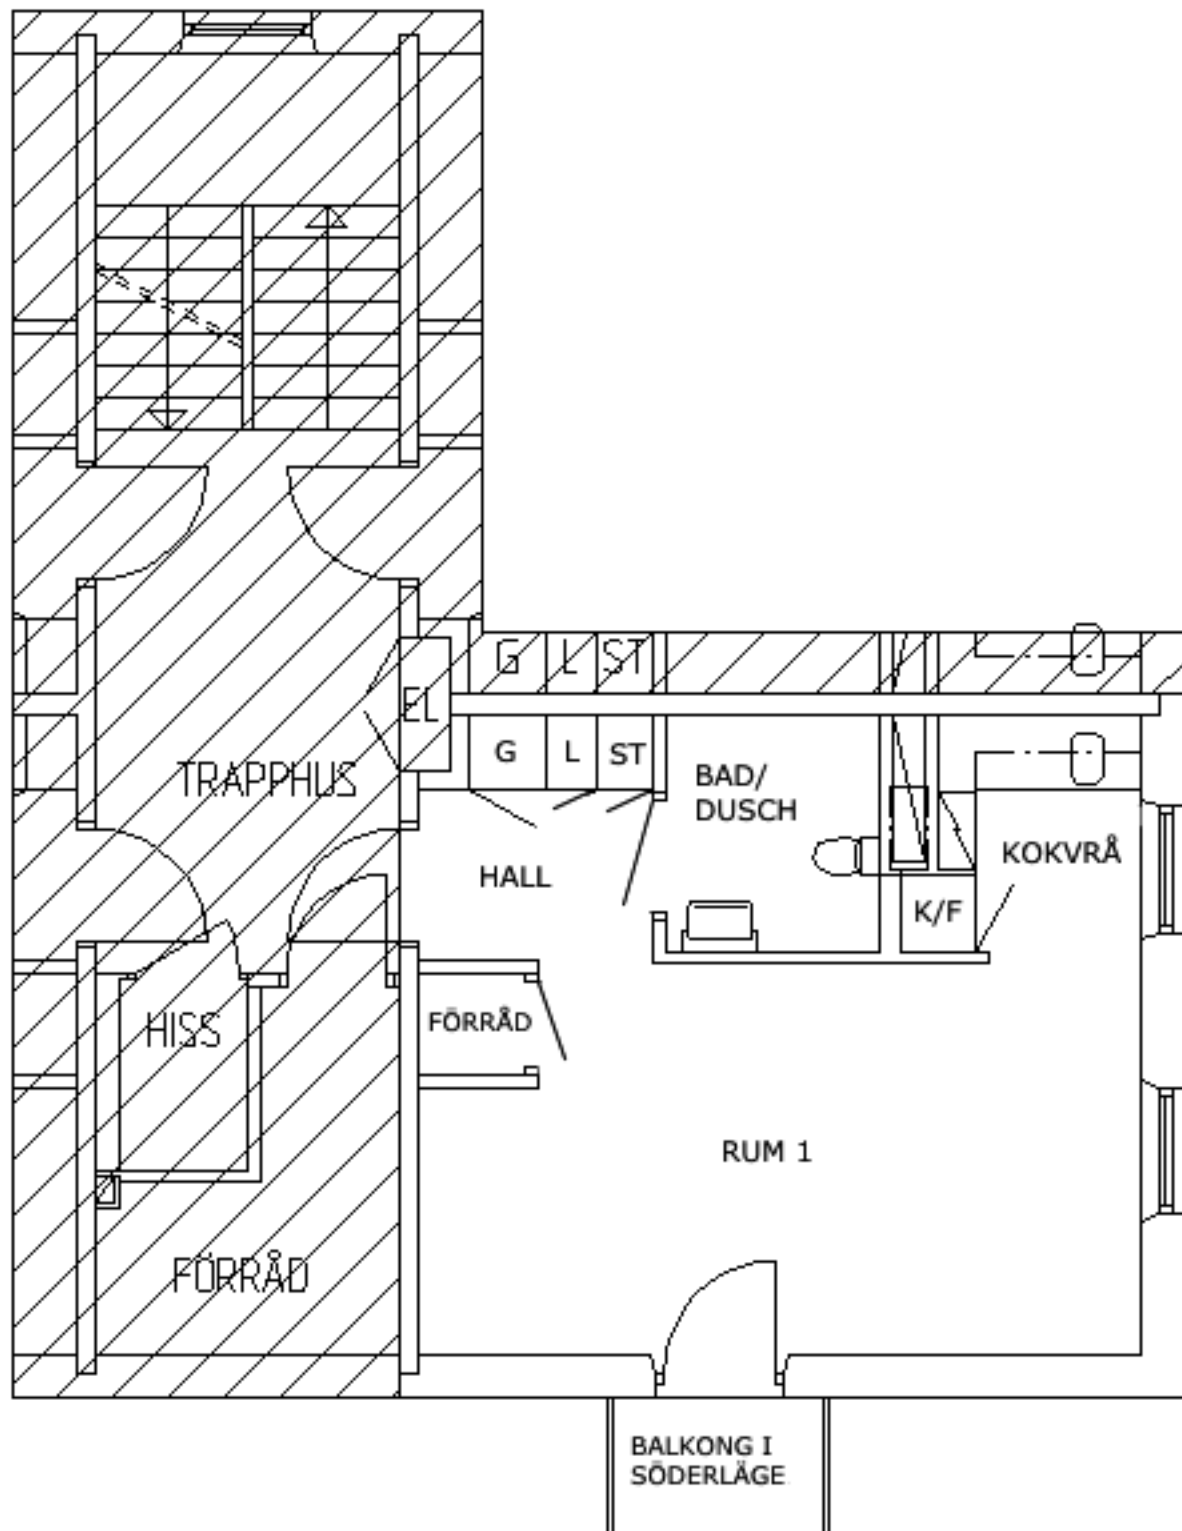 G L ST
EL
G L ST
TRAPPHUS
BAD/
DUSCH
HALL
KOKVRÅ
K/F
HISS
FÖRRÅD
RUM 1
FÖRRÅD
BALKONG I
SÖDERLÄGE